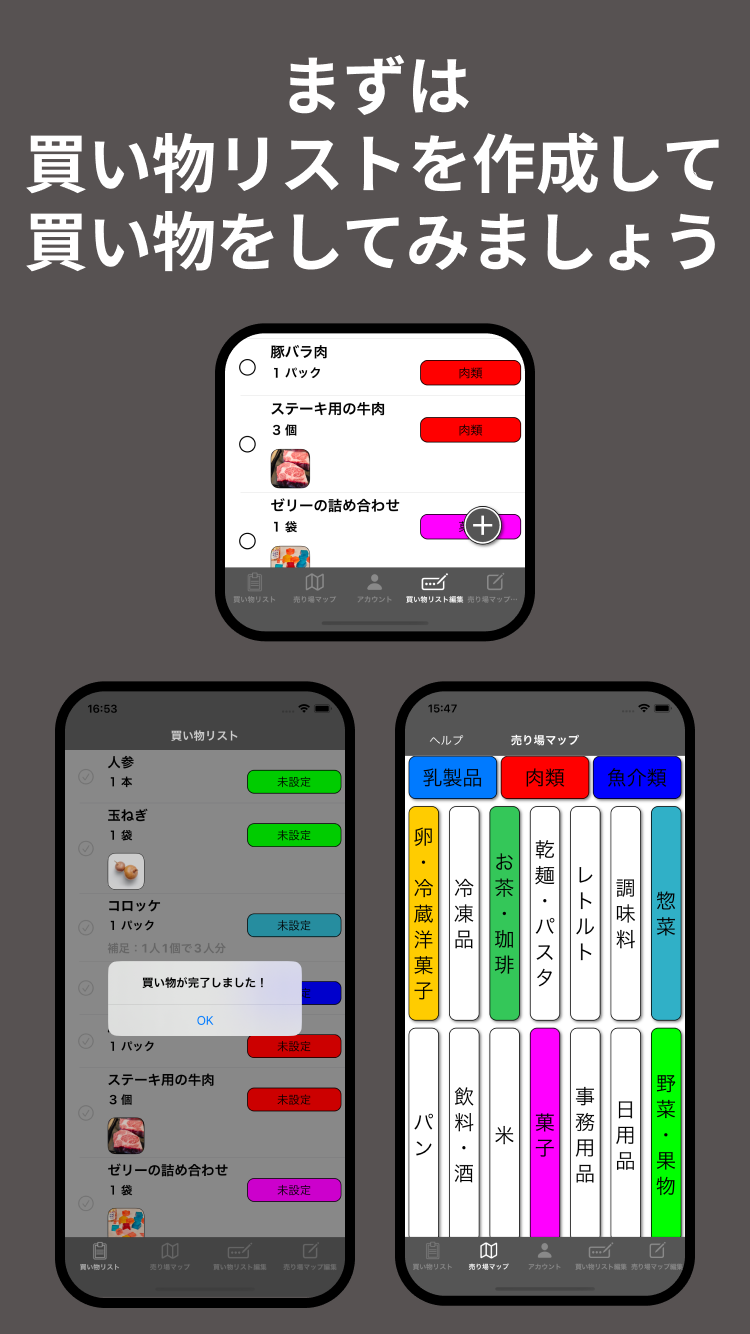 まずは
買い物リストを作成して
買い物をしてみましょう
豚バラ肉
1 パック
肉類
ステーキ用の牛肉
3 個
肉類
ゼリーの詰め合わせ
1 袋
買い物リスト
売り場マップ
アカウント
買い物リスト編集
売り場マップ…
16:53
買い物リスト
人参
1 本
未設定
玉ねぎ
1 袋
未設定
コロッケ
1 パック
未設定
補足：1人1個で3人分
買い物が完了しました！
OK
1 パック
未設定
ステーキ用の牛肉
3 個
未設定
ゼリーの詰め合わせ
1 袋
未設定
買い物リスト
売り場マップ
買い物リスト編集
売り場マップ編集
15:47
ヘルプ
売り場マップ
乳製品
肉類
魚介類
卵・冷蔵洋菓子
冷凍品
お茶・珈琲
乾麺・パスタ
レトルト
調味料
惣菜
パン
飲料・酒
米
菓子
事務用品
日用品
野菜・果物
買い物リスト
売り場マップ
アカウント
買い物リスト編集
売り場マップ編集